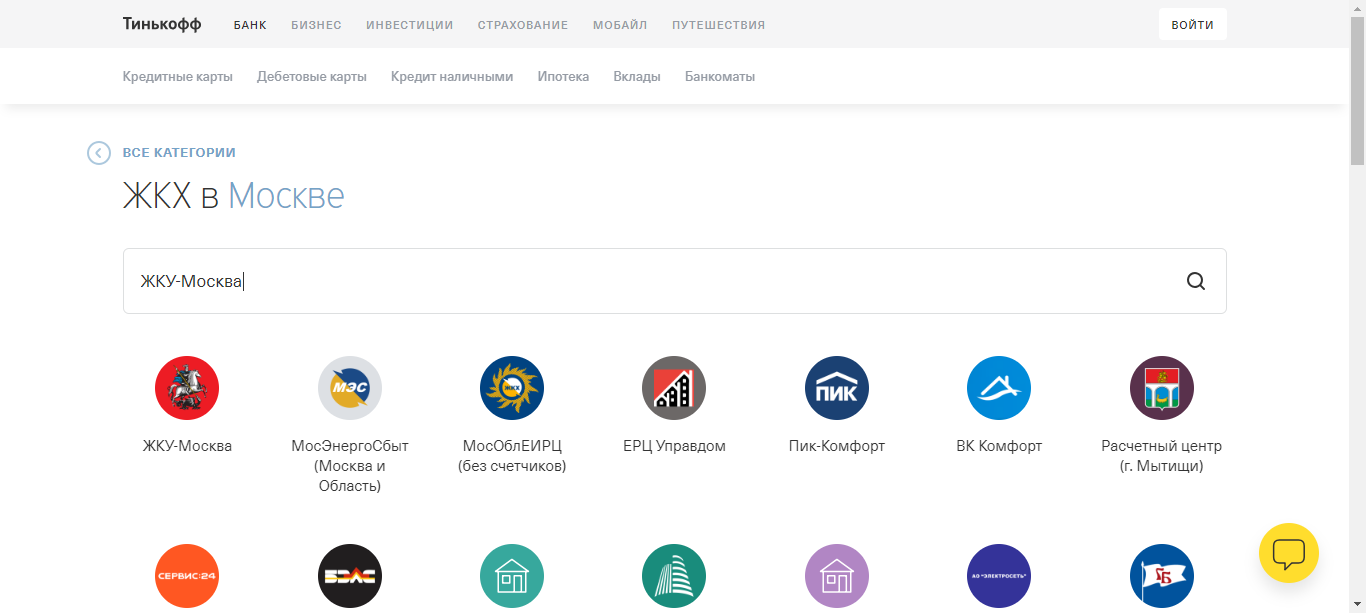 Тинькофф БАНК БИЗНЕС ИНВЕСТИЦИИ СТРАХОВАНИЕ МОБАЙЛ ПУТЕШЕСТВИЯ ВОЙТИ
Кредитные карты Дебетовые карты Кредит наличными Ипотека Вклады Банкоматы
ВСЕ КАТЕГОРИИ
ЖКХ в Москве
ЖКУ-Москва
МЭС ЖКХ ПИК
ЖКУ-Москва
МосЭнергоСбыт
(Москва и
Область)
МосОблЕИРЦ
(без счетчиков)
ЕРЦ Управдом
Пик-Комфорт
ВК Комфорт
Расчетный центр
(г. Мытищи)
СЕРВИС:24
АО "ЭЛЕКТРОСЕТЬ"
ГБ